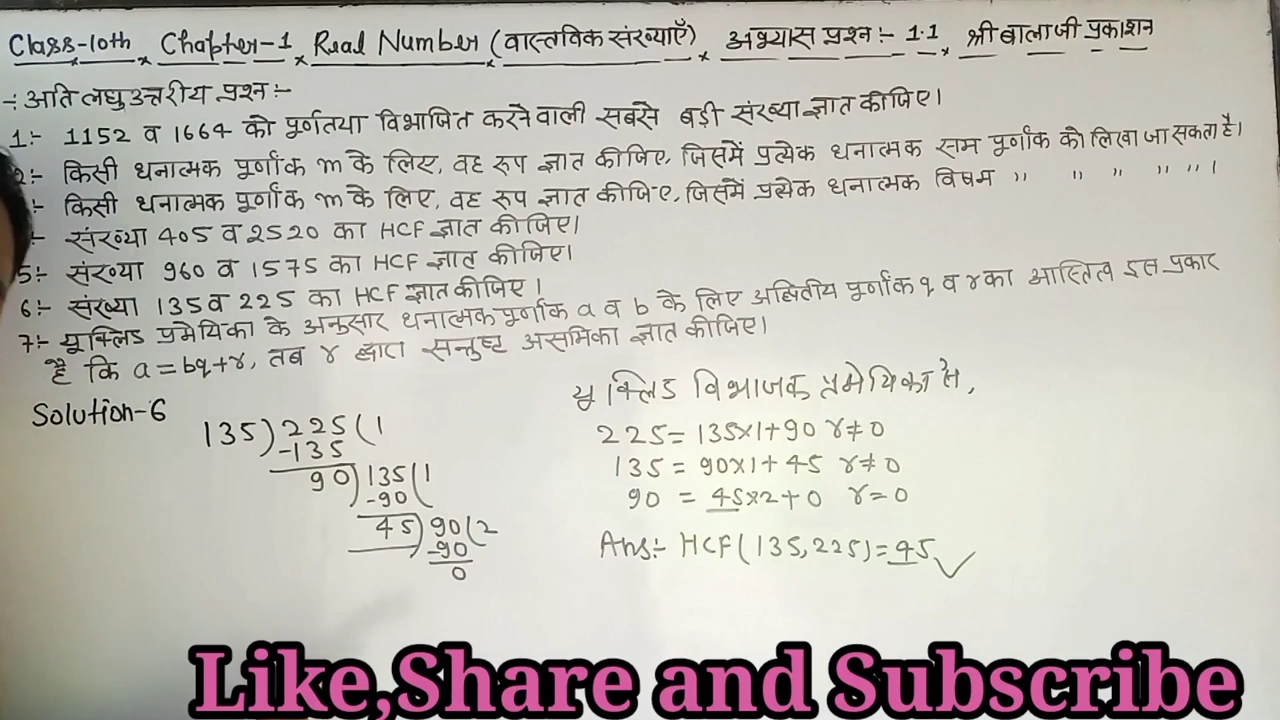 Class-10th × Chapter-1 × Real Number (वास्तविक संख्याएँ) × अभ्यास प्रश्न:- 1.1 × श्री बालाजी प्रकाशन
-: अति लघु उत्तरीय प्रश्न:-
1:- 1152 व 1664 को पूर्णतया विभाजित करने वाली सबसे बड़ी संख्या ज्ञात कीजिए।
2:- किसी धनात्मक पूर्णांक m के लिए, वह रूप ज्ञात कीजिए, जिसमें प्रत्येक धनात्मक सम पूर्णांक को लिखा जा सकता है।
:- किसी धनात्मक पूर्णांक m के लिए, वह रूप ज्ञात कीजिए, जिसमें प्रत्येक धनात्मक विषम " " " " " ।
:- संख्या 405 व 2520 का HCF ज्ञात कीजिए।
5:- संख्या 960 व 1575 का HCF ज्ञात कीजिए।
6:- संख्या 135 व 225 का HCF ज्ञात कीजिए।
7:- यूक्लिड प्रमेयिका के अनुसार धनात्मक पूर्णांक a व b के लिए अद्वितीय पूर्णांक q व r का अस्तित्व इस प्रकार
है कि a = bq+r, तब r द्वारा सन्तुष्ट असमिका ज्ञात कीजिए।
Solution-6
135) 225 (1
-135
90) 135 (1
-90
45) 90 (2
-90
0
यूक्लिड विभाजक प्रमेयिका से,
225 = 135×1+90 r≠0
135 = 90×1+45 r≠0
90 = 45×2+0 r=0
Ans:- HCF (135,225) = 45 ✓
Like,Share and Subscribe